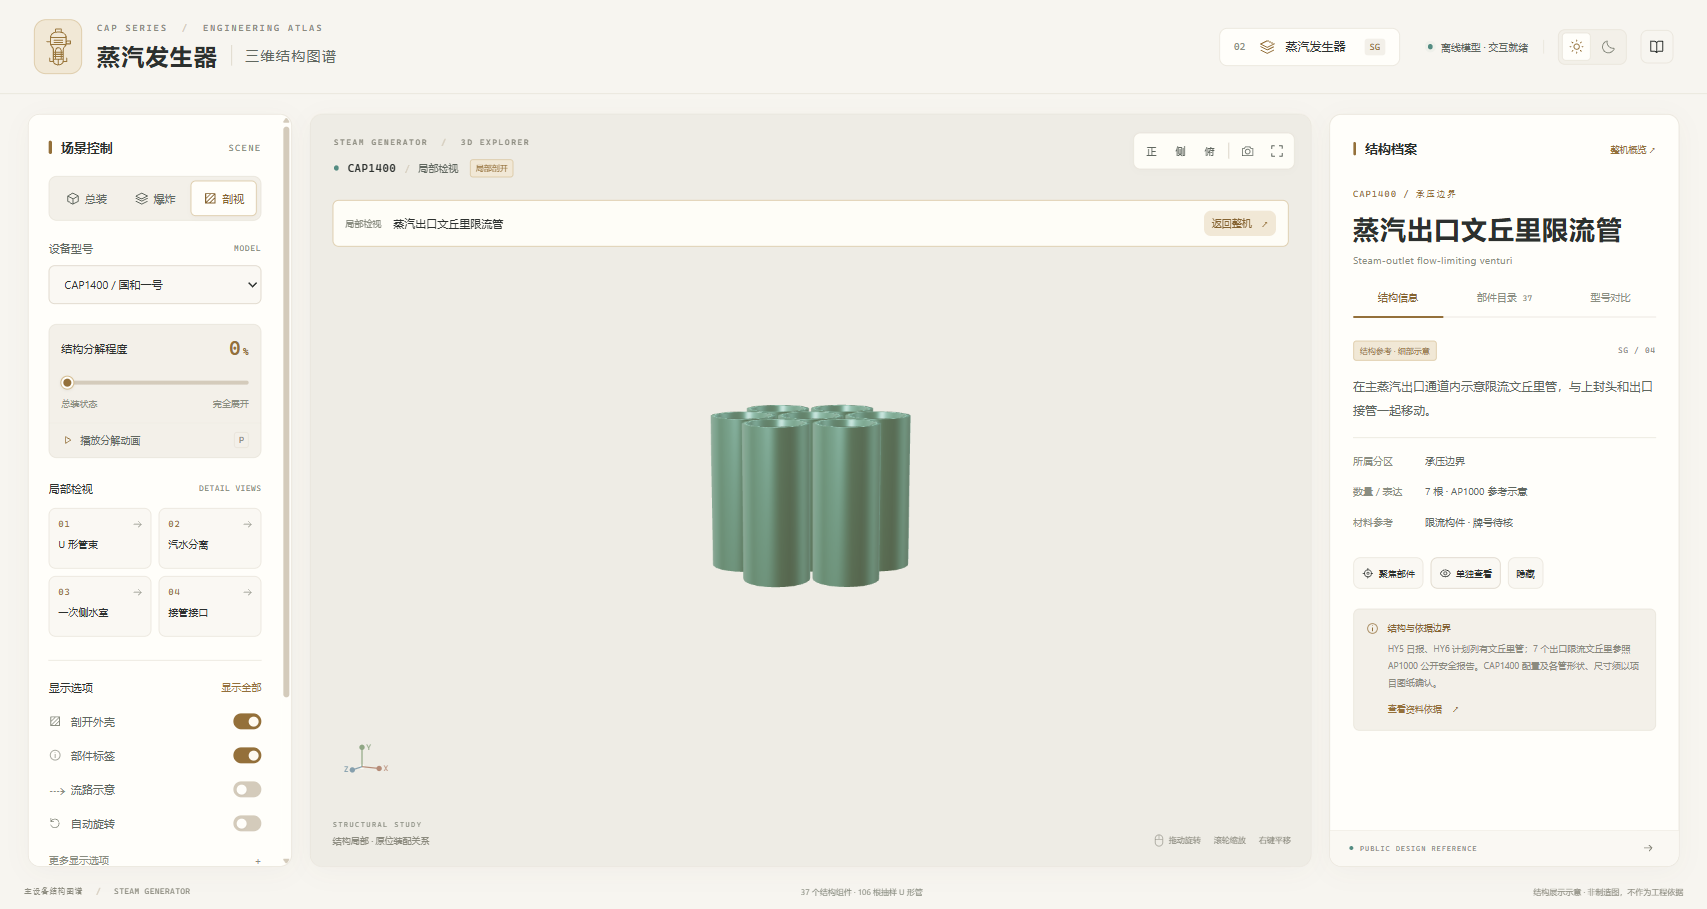 CAP SERIES / ENGINEERING ATLAS
蒸汽发生器 三维结构图谱
02 蒸汽发生器 SG
离线模型 · 交互就绪
场景控制 SCENE
总装 爆炸 剖视
设备型号 MODEL
CAP1400 / 国和一号
结构分解程度 0%
总装状态 完全展开
播放分解动画 P
局部检视 DETAIL VIEWS
01 → 02 →
U 形管束 汽水分离
03 → 04 →
一次侧水室 接管接口
显示选项 显示全部
剖开外壳
部件标签
流路示意
自动旋转
更多显示选项 +
STEAM GENERATOR / 3D EXPLORER
CAP1400 / 局部检视 局部剖开
正 侧 俯
局部检视 蒸汽出口文丘里限流管 返回整机 ↗
Y
Z X
STRUCTURAL STUDY
结构局部 · 原位装配关系
拖动旋转 滚轮缩放 右键平移
结构档案 整机概览 ↗
CAP1400 / 承压边界
蒸汽出口文丘里限流管
Steam-outlet flow-limiting venturi
结构信息 部件目录 37 型号对比
结构参考 · 细部示意 SG / 04
在主蒸汽出口通道内示意限流文丘里管，与上封头和出口
接管一起移动。
所属分区 承压边界
数量 / 表达 7 根 · AP1000 参考示意
材料参考 限流构件 · 牌号待核
聚焦部件 单独查看 隐藏
结构与依据边界
HY5 日报、HY6 计划列有文丘里管；7 个出口限流文丘里参照
AP1000 公开安全报告。CAP1400 配置及各管形状、尺寸须以项
目图纸确认。
查看资料依据 ↗
PUBLIC DESIGN REFERENCE →
主设备结构图谱 / STEAM GENERATOR
37 个结构组件 · 106 根抽样 U 形管
结构展示示意 · 非制造图，不作为工程依据